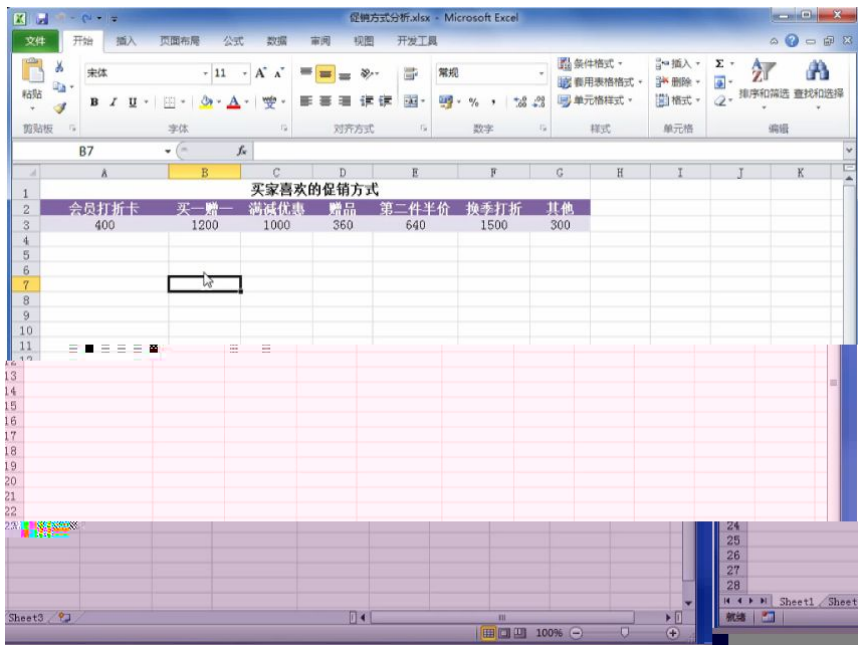 促销方式分析.xlsx - Microsoft Excel
文件 开始 插入 页面布局 公式 数据 审阅 视图 开发工具
粘贴 宋体 11 常规 条件格式 插入 Σ
B I U % , 套用表格格式 删除 排序和筛选 查找和选择
单元格样式 格式
剪贴板 字体 对齐方式 数字 样式 单元格 编辑
B7 fx
A B C D E F G H I J K
1 买家喜欢的促销方式
2 会员打折卡 买一赠一 满减优惠 赠品 第二件半价 换季打折 其他
3 400 1200 1000 360 640 1500 300
4
5
6
7
8
9
10
11
12
13
14
15
16
17
18
19
20
21
22
24
25
26
27
28
Sheet1 Sheet
Sheet3
就绪
100%